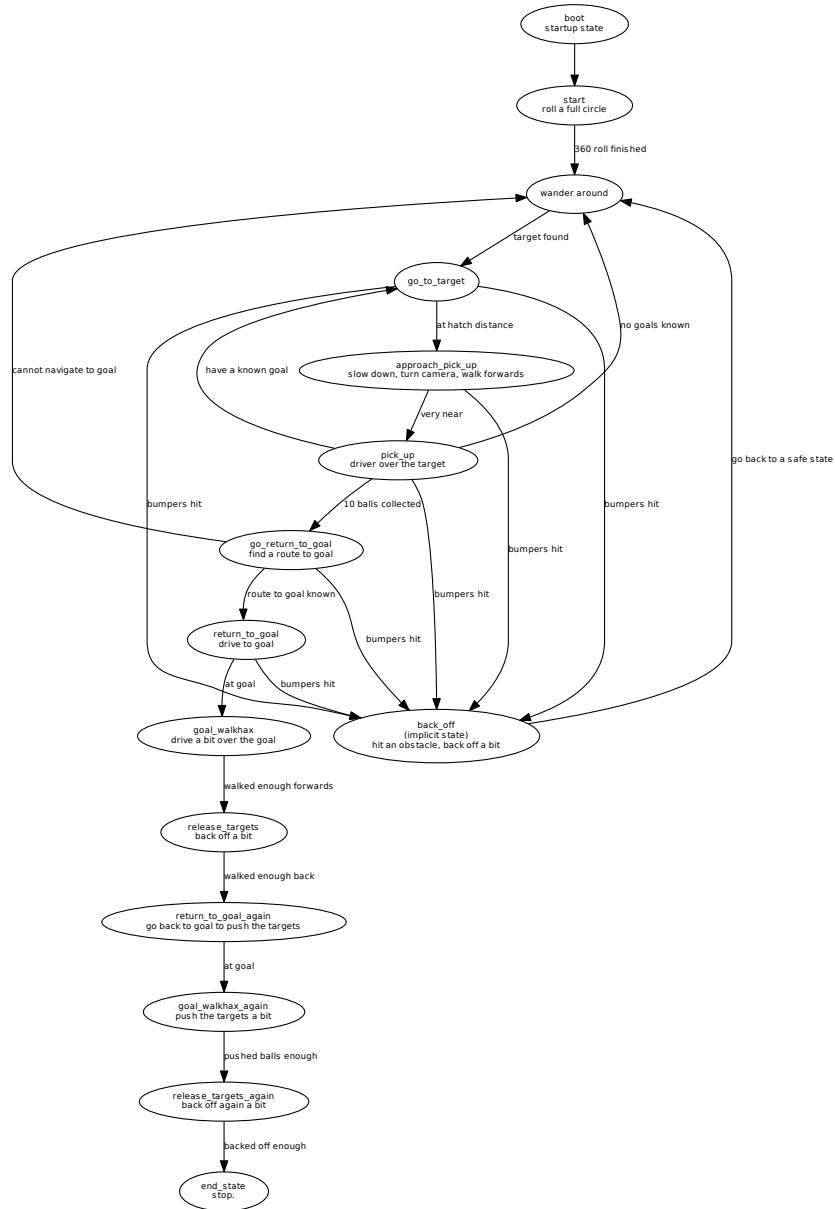 boot
startup state
start
roll a full circle
360 roll finished
wander around
target found
go_to_target
at hatch distance
no goals known
approach_pick_up
slow down, turn camera, walk forwards
cannot navigate to goal
have a known goal
very near
pick_up
driver over the target
go back to a safe state
bumpers hit
10 balls collected
bumpers hit
go_return_to_goal
find a route to goal
bumpers hit
route to goal known
bumpers hit
return_to_goal
drive to goal
bumpers hit
at goal
bumpers hit
goal_walkhax
drive a bit over the goal
back_off
(implicit state)
hit an obstacle, back off a bit
walked enough forwards
release_targets
back off a bit
walked enough back
return_to_goal_again
go back to goal to push the targets
at goal
goal_walkhax_again
push the targets a bit
pushed balls enough
release_targets_again
back off again a bit
backed off enough
end_state
stop.